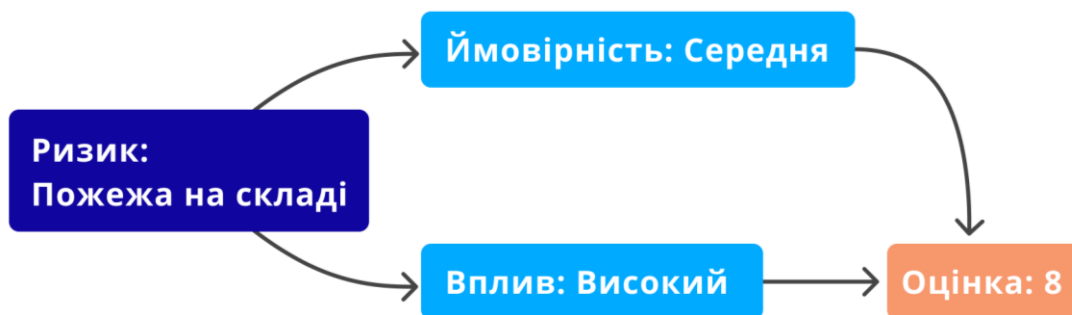 Ймовірність: Середня
Ризик:
Пожежа на складі
Вплив: Високий
Оцінка: 8